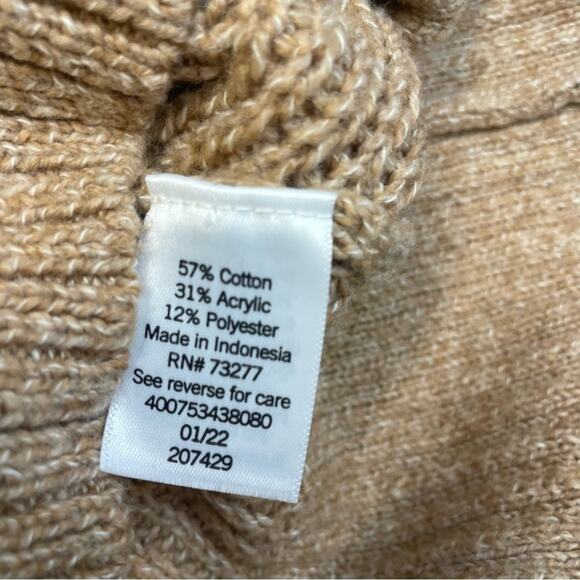 57% Cotton
31% Acrylic
12% Polyester
Made in Indonesia
RN# 73277
See reverse for care
400753438080
01/22
207429